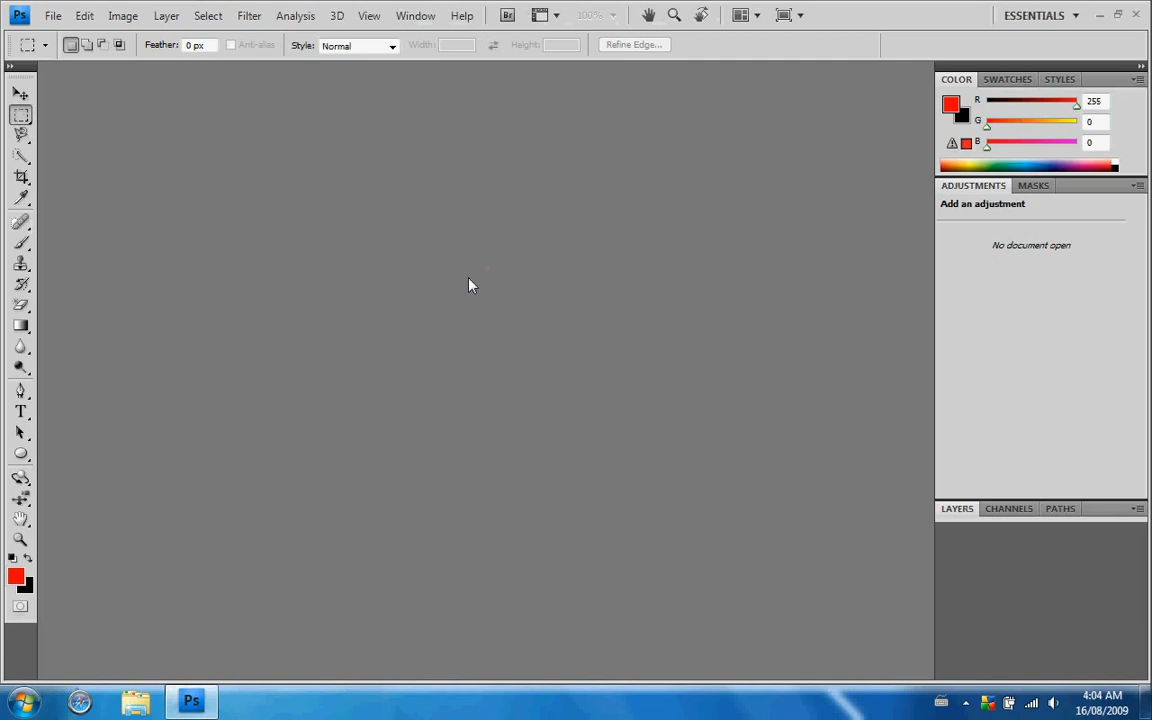 Ps File Edit Image Layer Select Filter Analysis 3D View Window Help Br 100% ESSENTIALS
Feather: 0 px Anti-alias Style: Normal Width: Height: Refine Edge...
COLOR SWATCHES STYLES
R 255
G 0
B 0
ADJUSTMENTS MASKS
Add an adjustment
No document open
LAYERS CHANNELS PATHS
T
Ps
4:04 AM
16/08/2009